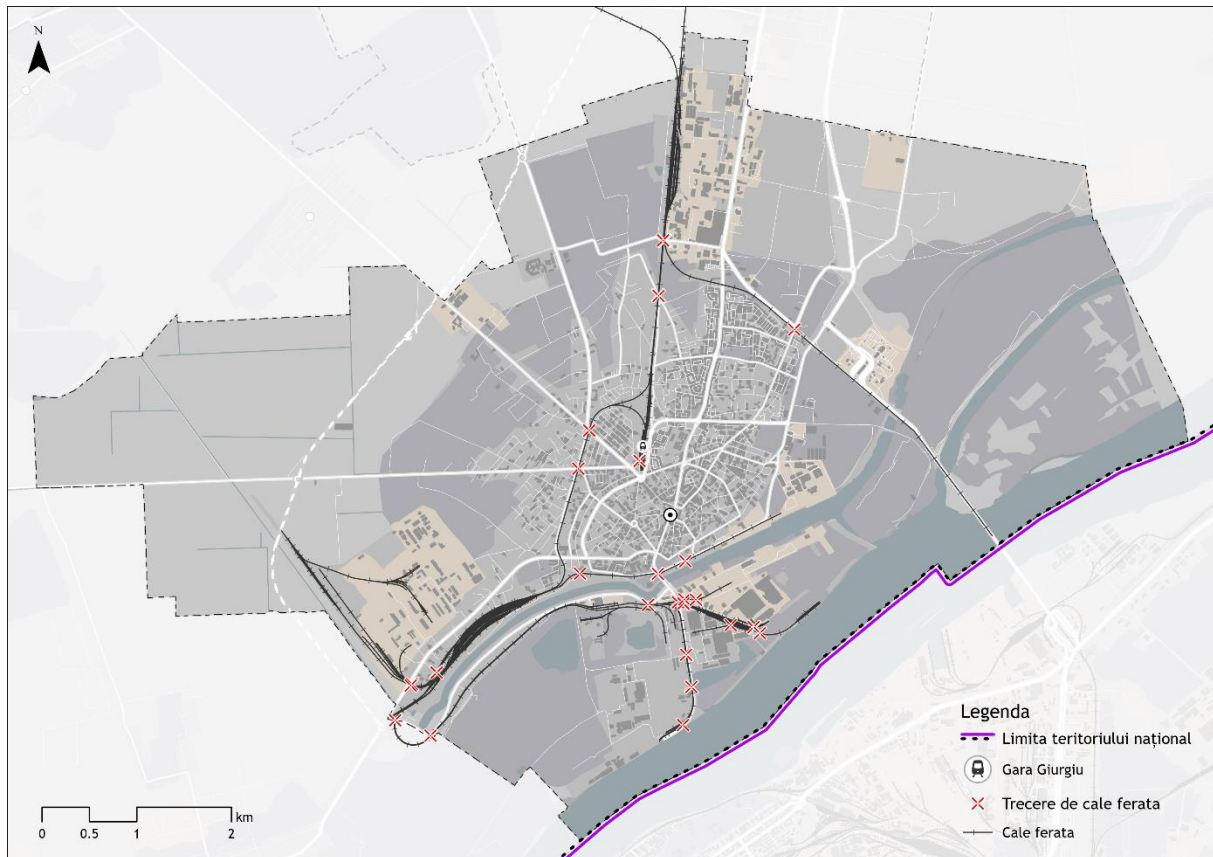 N
Legenda
Limita teritoriului național
Gara Giurgiu
Trecere de cale ferata
Cale ferata
km
0 0.5 1 2